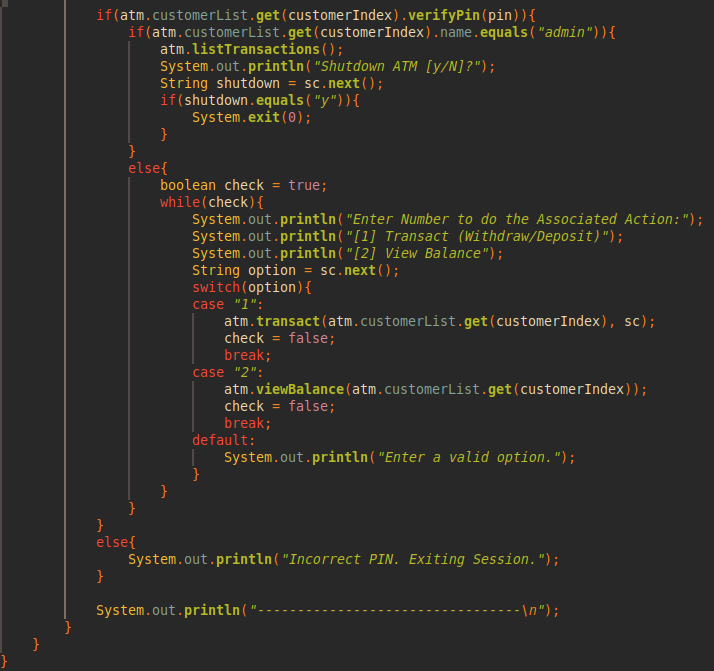 if(atm.customerList.get(customerIndex).verifyPin(pin)){
if(atm.customerList.get(customerIndex).name.equals("admin")){
atm.listTransactions();
System.out.println("Shutdown ATM [y/N]?");
String shutdown = sc.next();
if(shutdown.equals("y")){
System.exit(0);
}
}
else{
boolean check = true;
while(check){
System.out.println("Enter Number to do the Associated Action:");
System.out.println("[1] Transact (Withdraw/Deposit)");
System.out.println("[2] View Balance");
String option = sc.next();
switch(option){
case "1":
atm.transact(atm.customerList.get(customerIndex), sc);
check = false;
break;
case "2":
atm.viewBalance(atm.customerList.get(customerIndex));
check = false;
break;
default:
System.out.println("Enter a valid option.");
}
}
}
}
else{
System.out.println("Incorrect PIN. Exiting Session.");
}
System.out.println("---------------------------------\n");
}
}
}